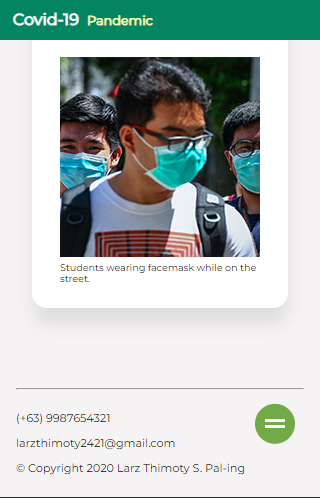 Covid-19 Pandemic
Students wearing facemask while on the
street.
(+63) 9987654321
larzthimoty2421@gmail.com
© Copyright 2020 Larz Thimoty S. Pal-ing